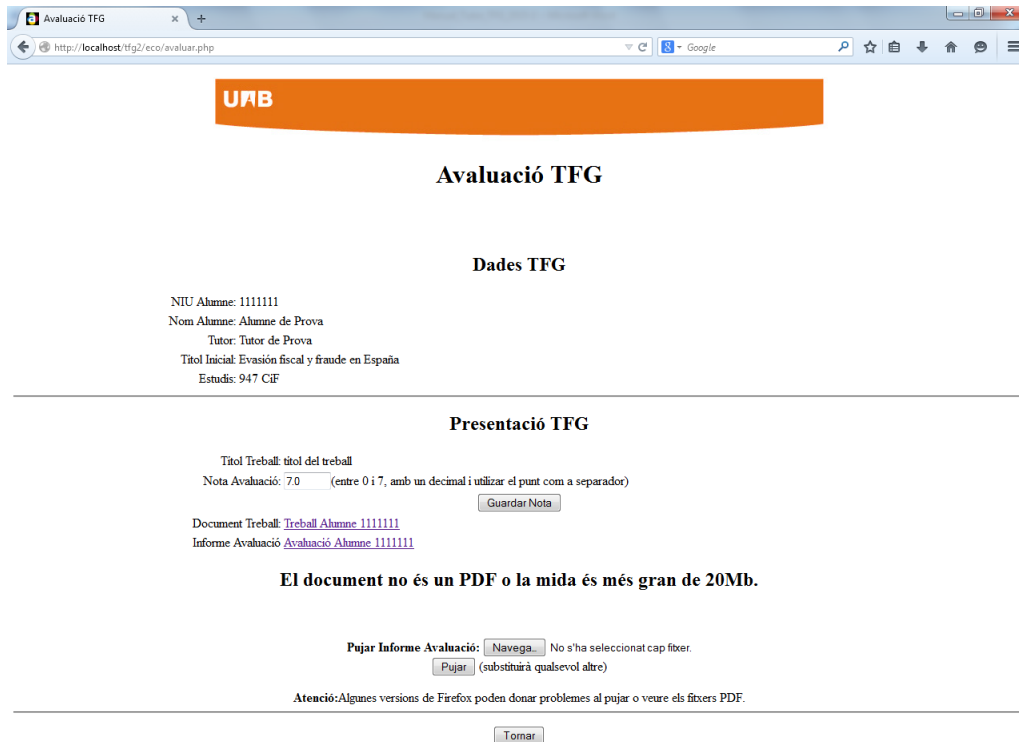 Avaluació TFG
http://localhost/tfg2/eco/avaluar.php
Google
UAB
Avaluació TFG
Dades TFG
NIU Alumne: 1111111
Nom Alumne: Alumne de Prova
Tutor: Tutor de Prova
Titol Inicial: Evasión fiscal y fraude en España
Estudis: 947 CiF
Presentació TFG
Titol Treball: titol del treball
Nota Avaluació: 7.0 (entre 0 i 7, amb un decimal i utilizar el punt com a separador)
Guardar Nota
Document Treball: Treball Alumne 1111111
Informe Avaluació Avaluació Alumne 1111111
El document no és un PDF o la mida és més gran de 20Mb.
Pujar Informe Avaluació: Navega... No s'ha seleccionat cap fitxer.
Pujar (substituirà qualsevol altre)
Atenció:Algunes versions de Firefox poden donar problemes al pujar o veure els fitxers PDF.
Tornar